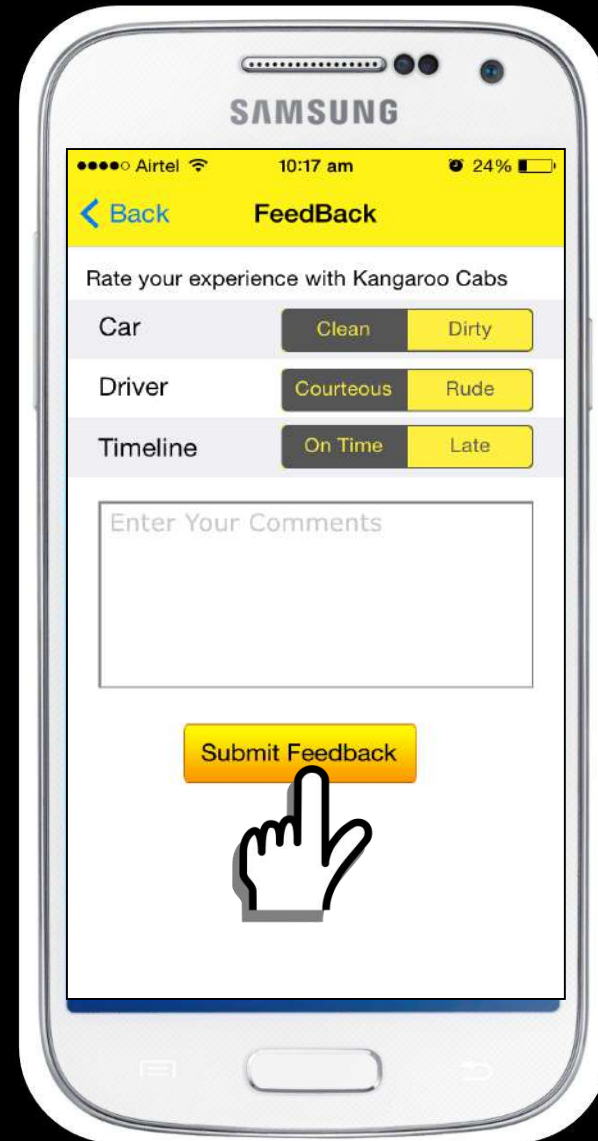 SAMSUNG
Airtel 10:17 am 24%
Back FeedBack
Rate your experience with Kangaroo Cabs
Car Clean Dirty
Driver Courteous Rude
Timeline On Time Late
Enter Your Comments
Submit Feedback